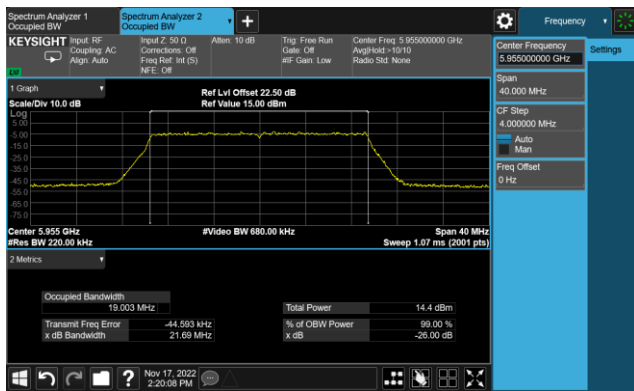 Spectrum Analyzer 1
Occupied BW
Spectrum Analyzer 2
Occupied BW
+
Frequency
KEYSIGHT
Input: RF
Coupling: AC
Align: Auto
Input Z: 50 Ω
Corrections: Off
Freq Ref: Int (S)
NFE: Off
Atten: 10 dB
Trig: Free Run
Gate: Off
#IF Gain: Low
Center Freq: 5.955000000 GHz
Avg|Hold:>10/10
Radio Std: None
Center Frequency
5.955000000 GHz
Settings
Span
40.000 MHz
CF Step
4.000000 MHz
Auto
Man
Freq Offset
0 Hz
1 Graph
Scale/Div 10.0 dB
Ref Lvl Offset 22.50 dB
Ref Value 15.00 dBm
Log
5.00
-5.00
-15.0
-25.0
-35.0
-45.0
-55.0
-65.0
-75.0
Center 5.955 GHz
#Res BW 220.00 kHz
#Video BW 680.00 kHz
Span 40 MHz
Sweep 1.07 ms (2001 pts)
2 Metrics
Occupied Bandwidth
19.003 MHz
Total Power 14.4 dBm
Transmit Freq Error -44.593 kHz
% of OBW Power 99.00 %
x dB Bandwidth 21.69 MHz
x dB -26.00 dB
?
Nov 17, 2022
2:20:08 PM